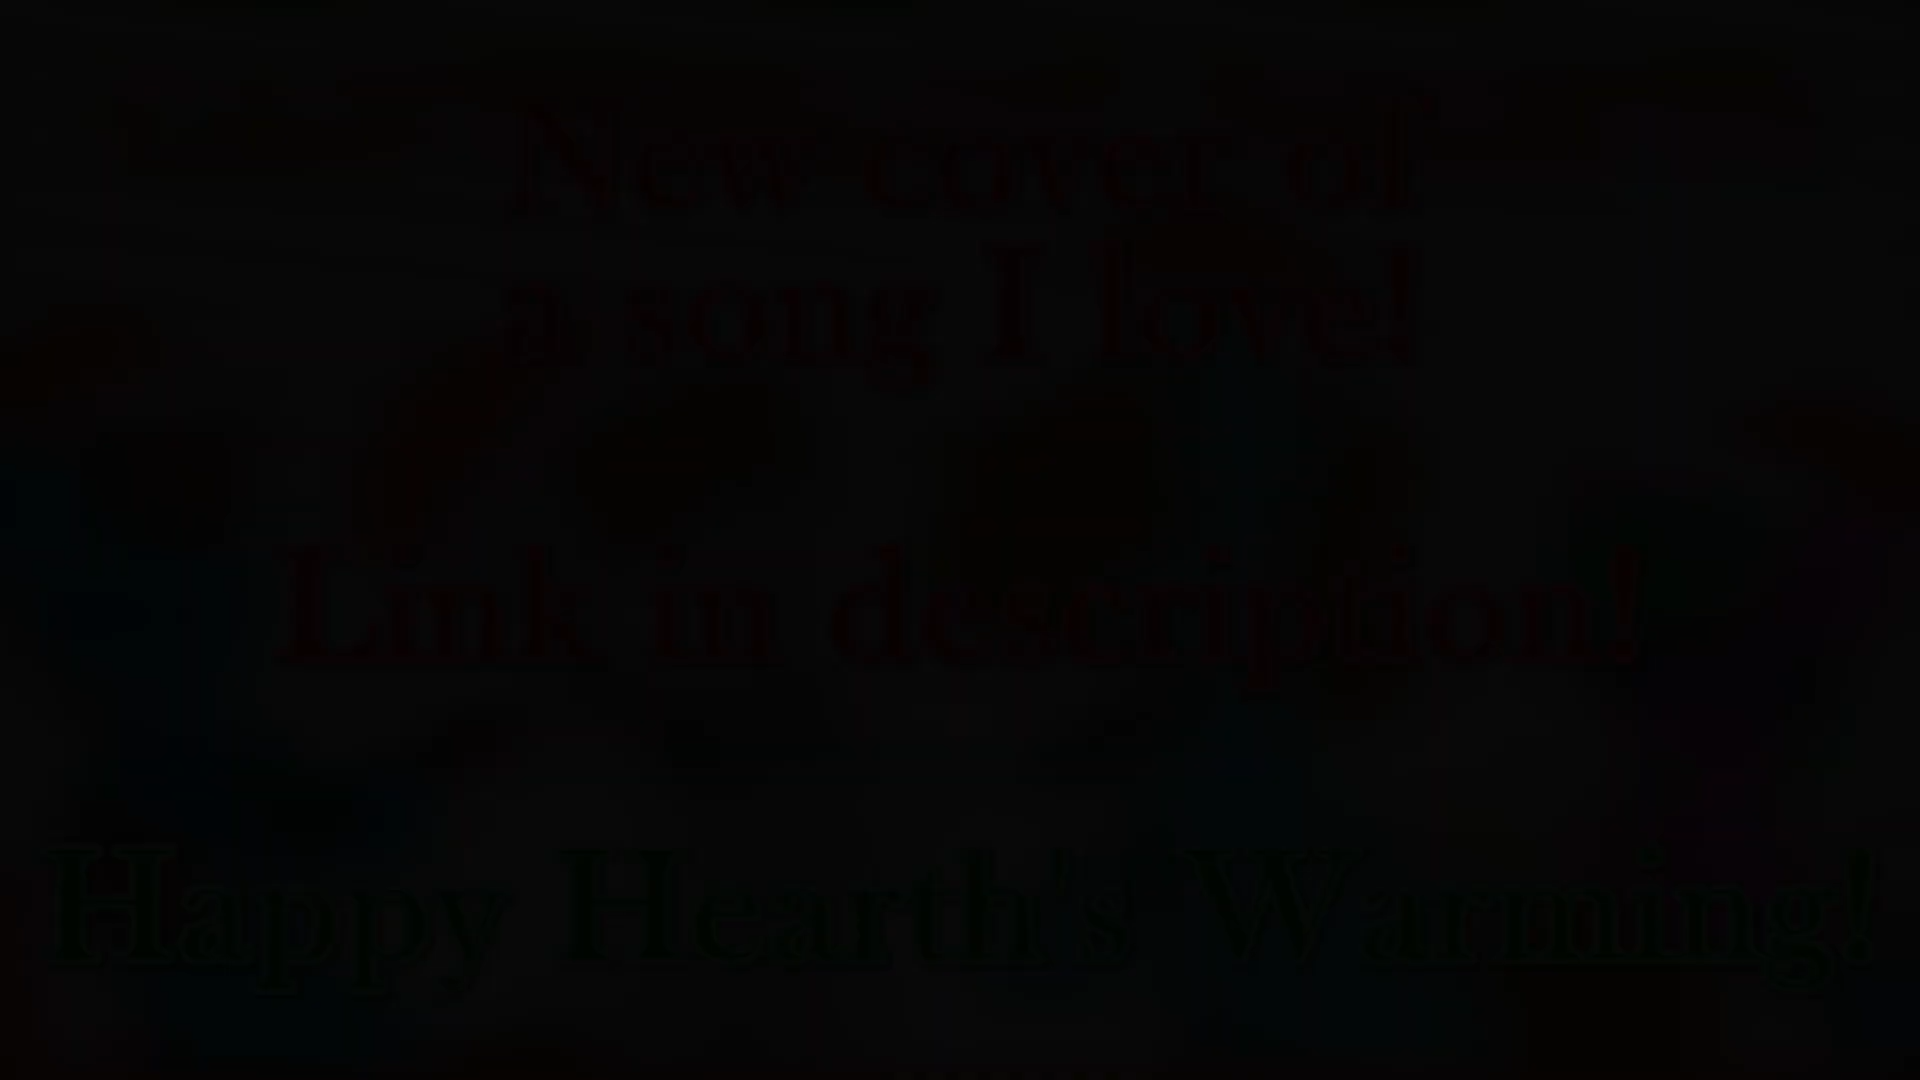 New cover of
a song I love!
Link in description!
Happy Hearth's Warming!